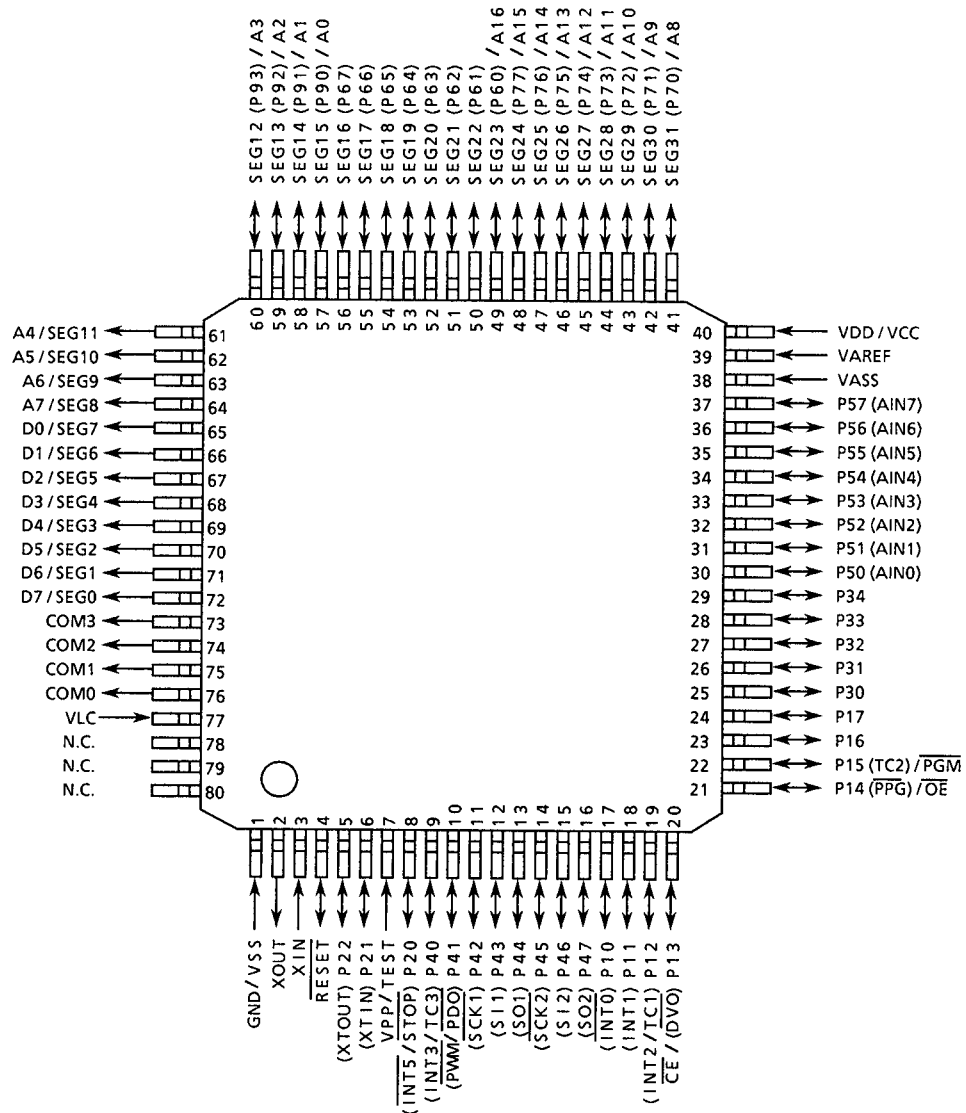 SEG12 (P93) / A3
SEG13 (P92) / A2
SEG14 (P91) / A1
SEG15 (P90) / A0
SEG16 (P67)
SEG17 (P66)
SEG18 (P65)
SEG19 (P64)
SEG20 (P63)
SEG21 (P62)
SEG22 (P61)
SEG23 (P60) / A16
SEG24 (P77) / A15
SEG25 (P76) / A14
SEG26 (P75) / A13
SEG27 (P74) / A12
SEG28 (P73) / A11
SEG29 (P72) / A10
SEG30 (P71) / A9
SEG31 (P70) / A8
60 59 58 57 56 55 54 53 52 51 50 49 48 47 46 45 44 43 42 41
A4 / SEG11 61
A5 / SEG10 62
A6 / SEG9 63
A7 / SEG8 64
D0 / SEG7 65
D1 / SEG6 66
D2 / SEG5 67
D3 / SEG4 68
D4 / SEG3 69
D5 / SEG2 70
D6 / SEG1 71
D7 / SEG0 72
COM3 73
COM2 74
COM1 75
COM0 76
VLC 77
N.C. 78
N.C. 79
N.C. 80
40 VDD / VCC
39 VAREF
38 VASS
37 P57 (AIN7)
36 P56 (AIN6)
35 P55 (AIN5)
34 P54 (AIN4)
33 P53 (AIN3)
32 P52 (AIN2)
31 P51 (AIN1)
30 P50 (AIN0)
29 P34
28 P33
27 P32
26 P31
25 P30
24 P17
23 P16
22 P15 (TC2) / PGM
21 P14 (PPG) / OE
1 2 3 4 5 6 7 8 9 10 11 12 13 14 15 16 17 18 19 20
GND / VSS
XOUT
XIN
RESET
(XTOUT) P22
(XTIN) P21
VPP / TEST
(INT5 / STOP) P20
(INT3 / TC3) P40
(PWM / PDO) P41
(SCK1) P42
(SI1) P43
(SO1) P44
(SCK2) P45
(SI2) P46
(SO2) P47
(INT0) P10
(INT1) P11
(INT2 / TC1) P12
CE / (DVO) P13